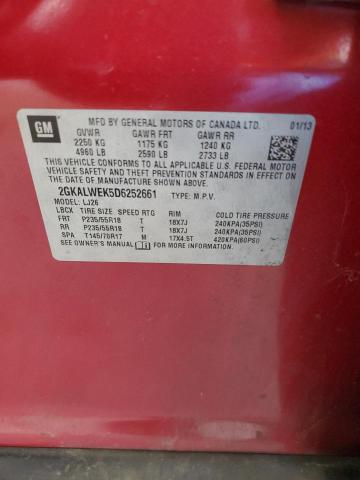 GM
MFD BY GENERAL MOTORS OF CANADA LTD. 01/13
GVWR GAWR FRT GAWR RR
2250 KG 1175 KG 1240 KG
4960 LB 2590 LB 2733 LB
THIS VEHICLE CONFORMS TO ALL APPLICABLE U.S. FEDERAL MOTOR
VEHICLE SAFETY AND THEFT PREVENTION STANDARDS IN EFFECT
ON THE DATE OF MANUFACTURE SHOWN ABOVE.
2GKALWEK5D6252661 TYPE: M.P.V.
MODEL: LJ26
LBCX TIRE SIZE SPEED RTG RIM COLD TIRE PRESSURE
FRT P235/55R18 T 18X7J 240KPA(35PSI)
RR P235/55R18 T 18X7J 240KPA(35PSI)
SPA T145/70R17 M 17X4.5T 420KPA(60PSI)
SEE OWNER'S MANUAL FOR MORE INFORMATION.